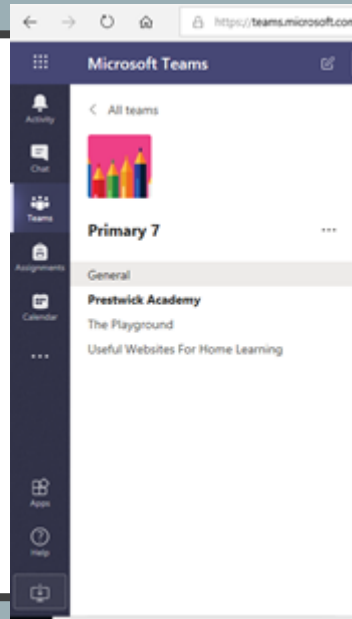 https://teams.microsoft.com
Microsoft Teams
Activity
Chat
Teams
Assignments
Calendar
Apps
Help
All teams
Primary 7
General
Prestwick Academy
The Playground
Useful Websites For Home Learning